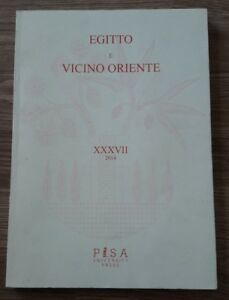 EGITTO
E
VICINO ORIENTE
XXXVII
2014
PISA
UNIVERSITY
PRESS